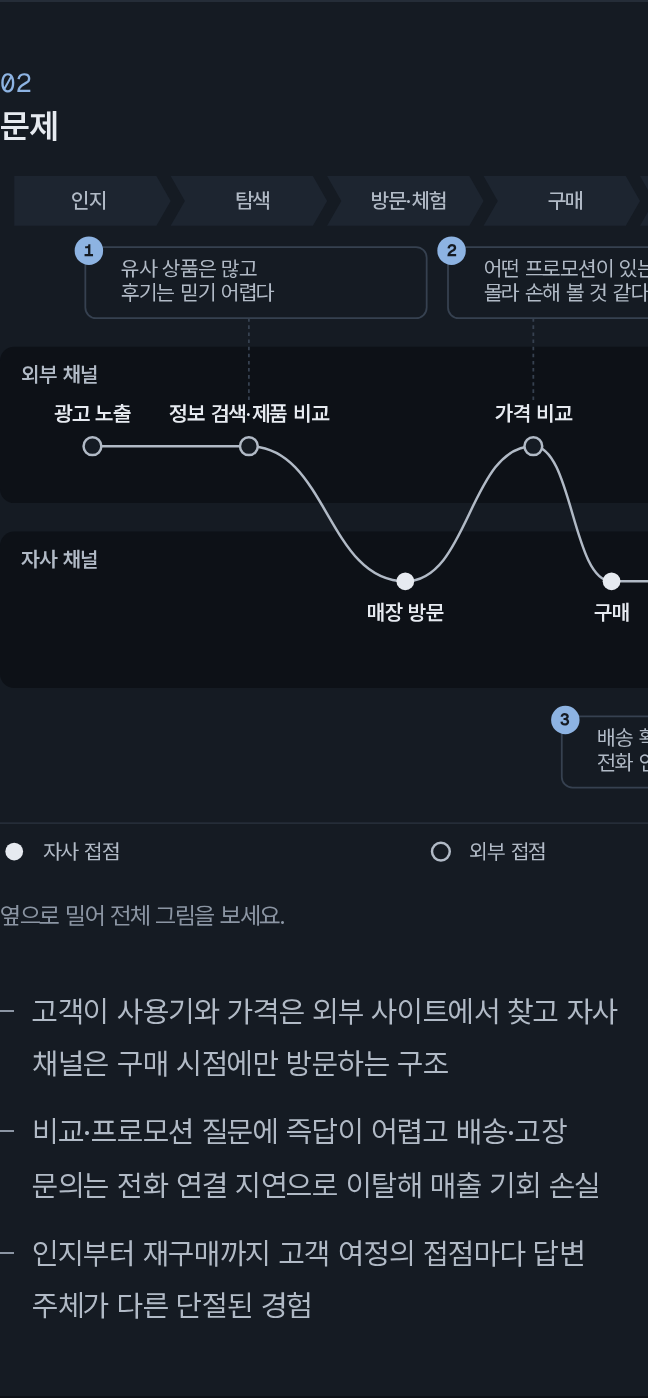 02
문제
인지
탐색
방문·체험
구매
1
유사 상품은 많고
후기는 믿기 어렵다
2
어떤 프로모션이 있는
몰라 손해 볼 것 같다
외부 채널
광고 노출
정보 검색·제품 비교
가격 비교
자사 채널
매장 방문
구매
3
배송
전화
자사 접점
외부 접점
옆으로 밀어 전체 그림을 보세요.
고객이 사용기와 가격은 외부 사이트에서 찾고 자사
채널은 구매 시점에만 방문하는 구조
비교·프로모션 질문에 즉답이 어렵고 배송·고장
문의는 전화 연결 지연으로 이탈해 매출 기회 손실
인지부터 재구매까지 고객 여정의 접점마다 답변
주체가 다른 단절된 경험